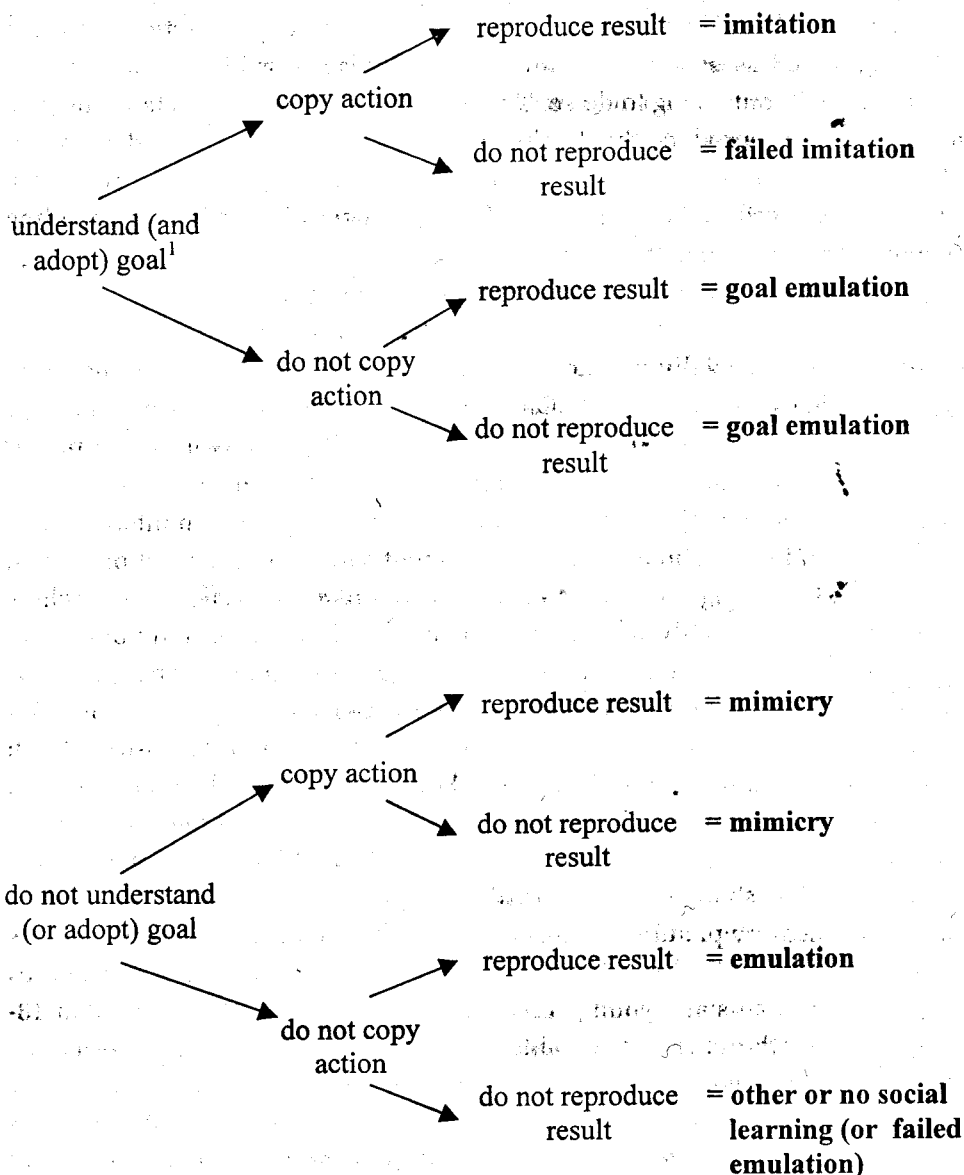 reproduce result = imitation
copy action
do not reproduce = failed imitation
result
understand (and
adopt) goal1
reproduce result = goal emulation
do not copy
action
do not reproduce = goal emulation
result
reproduce result = mimicry
copy action
do not reproduce = mimicry
result
do not understand
(or adopt) goal
reproduce result = emulation
do not copy
action
do not reproduce = other or no social
result learning (or failed
emulation)